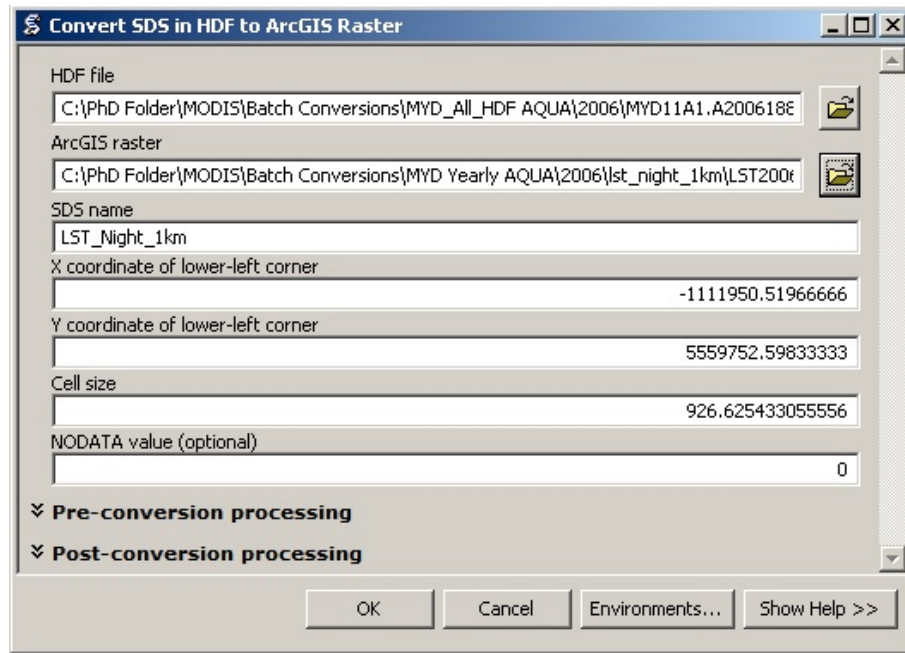 Convert SDS in HDF to ArcGIS Raster
HDF file
C:\PhD Folder\MODIS\Batch Conversions\MYD_All_HDF AQUA\2006\MYD11A1.A2006188
ArcGIS raster
C:\PhD Folder\MODIS\Batch Conversions\MYD Yearly AQUA\2006\lst_night_1km\LST2006
SDS name
LST_Night_1km
X coordinate of lower-left corner
-1111950.51966666
Y coordinate of lower-left corner
5559752.59833333
Cell size
926.625433055556
NODATA value (optional)
0
Pre-conversion processing
Post-conversion processing
OK Cancel Environments... Show Help >>